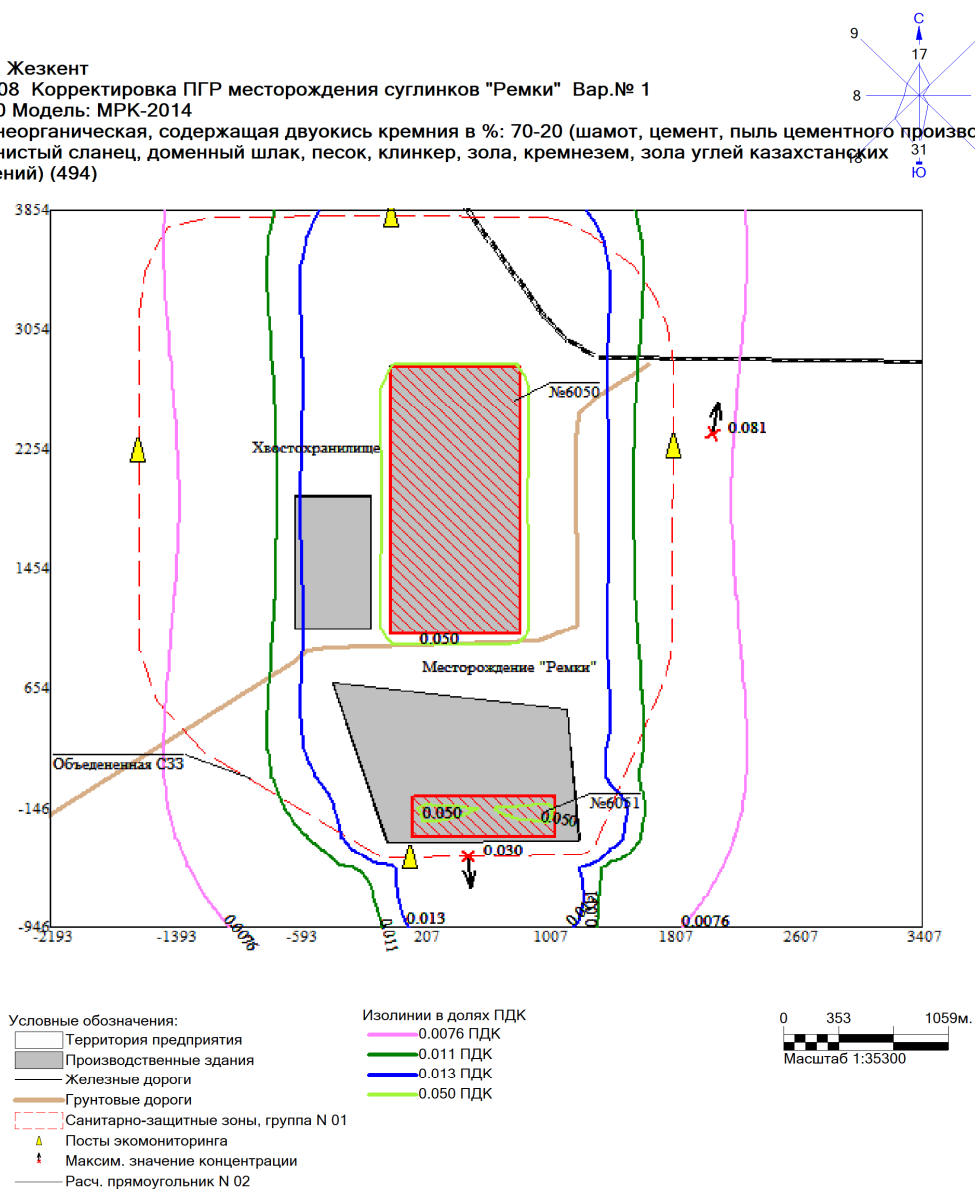 С
9
17
8
18
31
Ю
Жезкент
08 Корректировка ПГР месторождения суглинков "Ремки" Вар.№ 1
0 Модель: МРК-2014
неорганическая, содержащая двуокись кремния в %: 70-20 (шамот, цемент, пыль цементного произво
нистый сланец, доменный шлак, песок, клинкер, зола, кремнезем, зола углей казахстанских
ений) (494)
3854
3054
№6050
0.081
2254
Хвостохранилище
1454
0.050
Месторождение "Ремки"
654
Объеденная СЗЗ
№6051
-146
0.050
0.050
0.030
0.0076
0.011
0.013
0.011
0.0076
-946
-2193
-1393
-593
207
1007
1807
2607
3407
Условные обозначения:
Территория предприятия
Производственные здания
Железные дороги
Грунтовые дороги
Санитарно-защитные зоны, группа N 01
Посты экомониторинга
Максим. значение концентрации
Расч. прямоугольник N 02
Изолинии в долях ПДК
0.0076 ПДК
0.011 ПДК
0.013 ПДК
0.050 ПДК
0 353 1059м.
Масштаб 1:35300